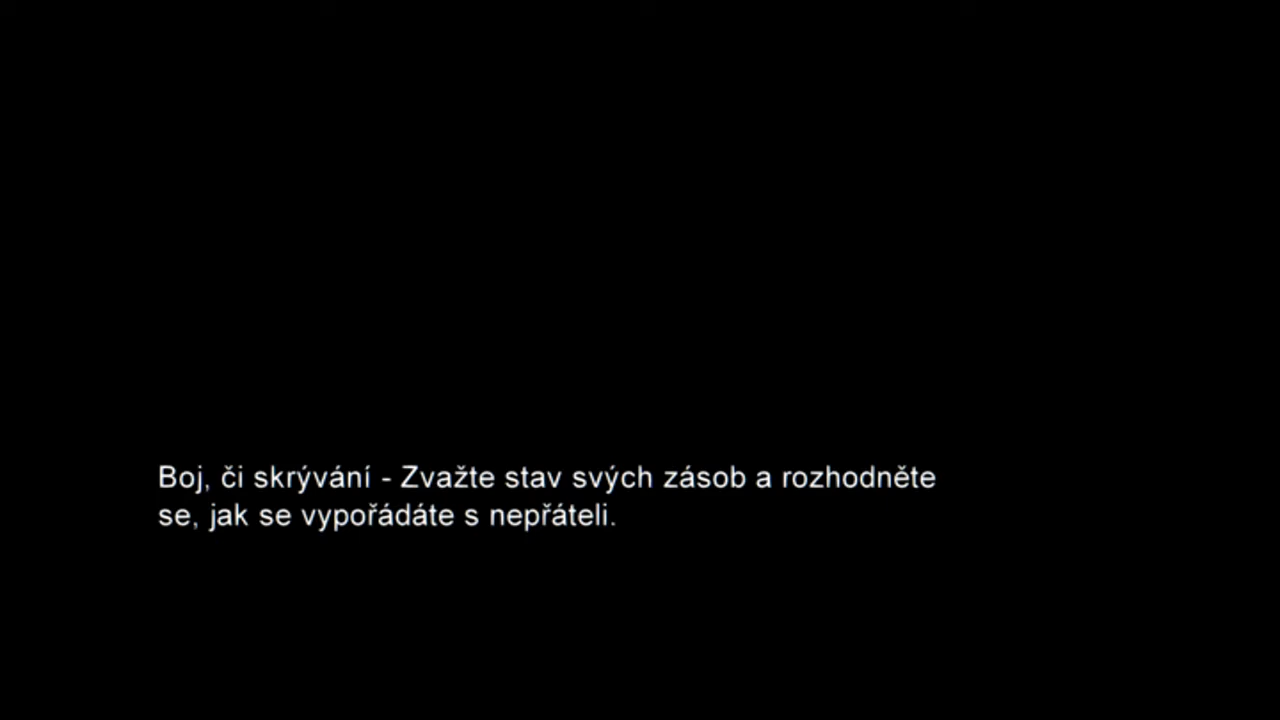 Boj, či skrývání - Zvažte stav svých zásob a rozhodněte
se, jak se vypořádáte s nepřáteli.